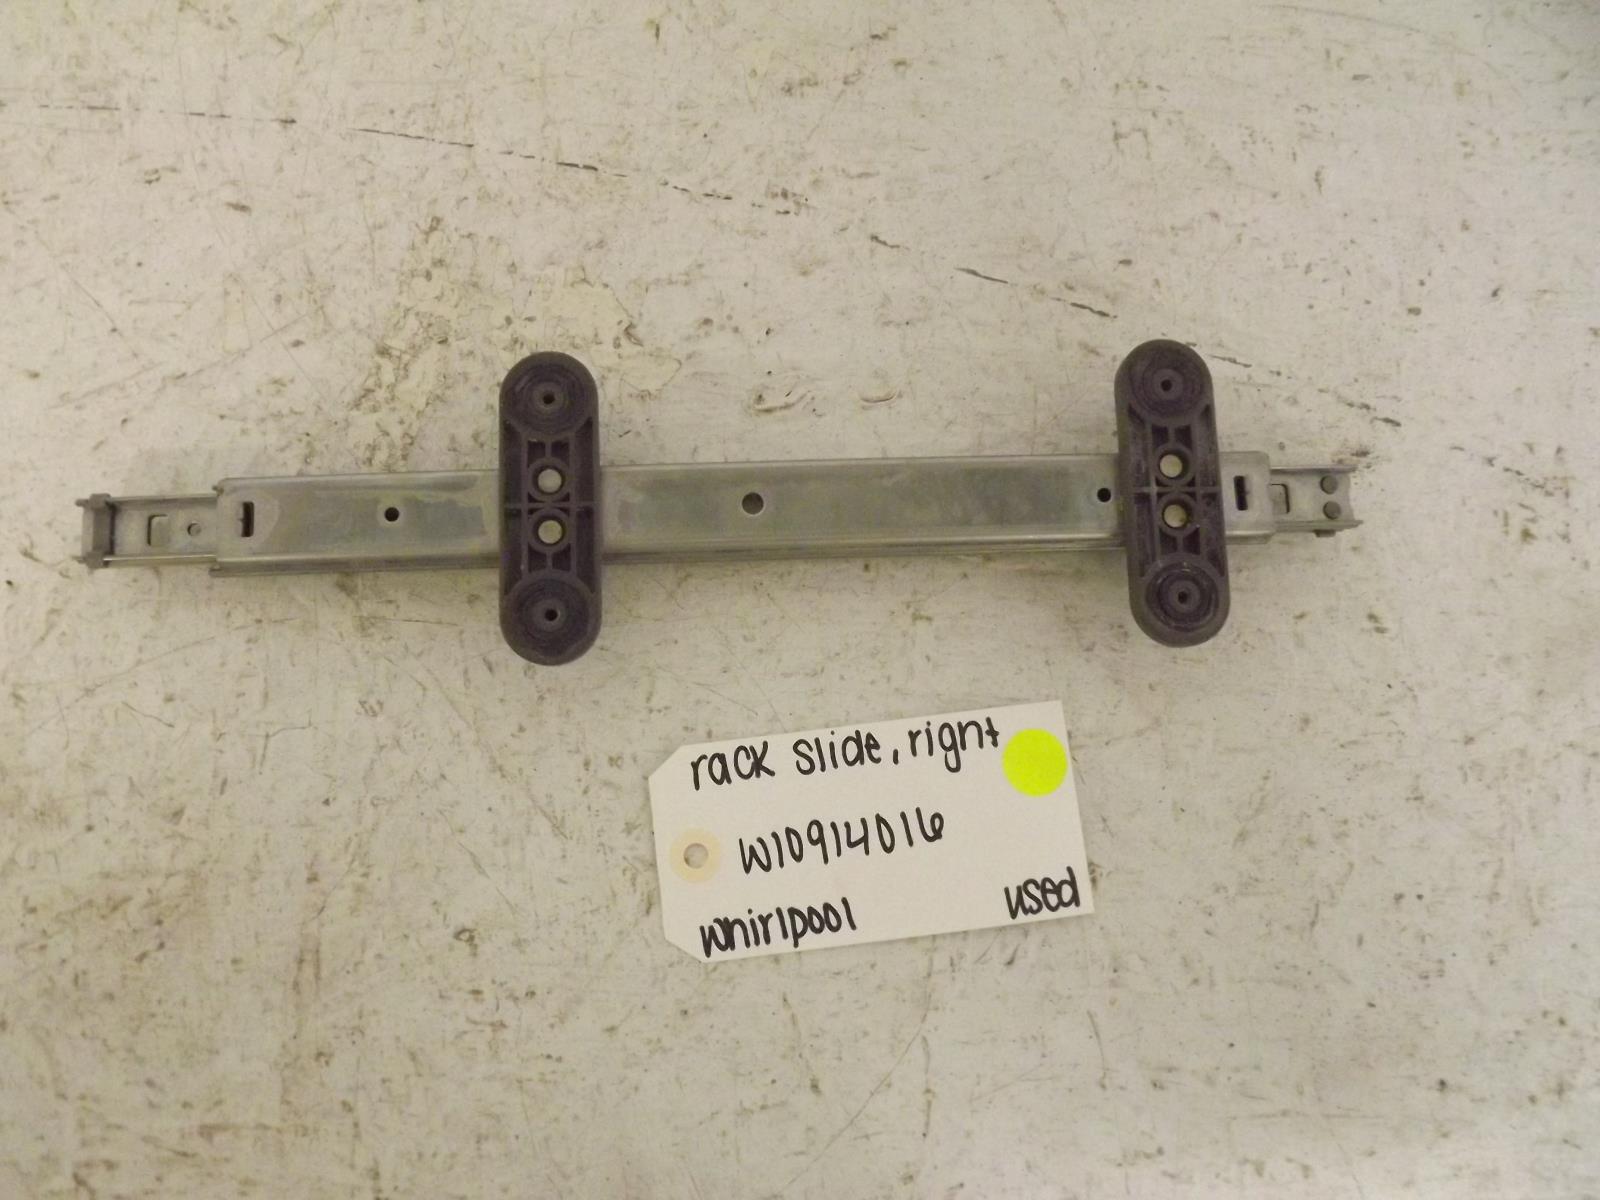 rack slide, right
W10914016
whirlpool
used